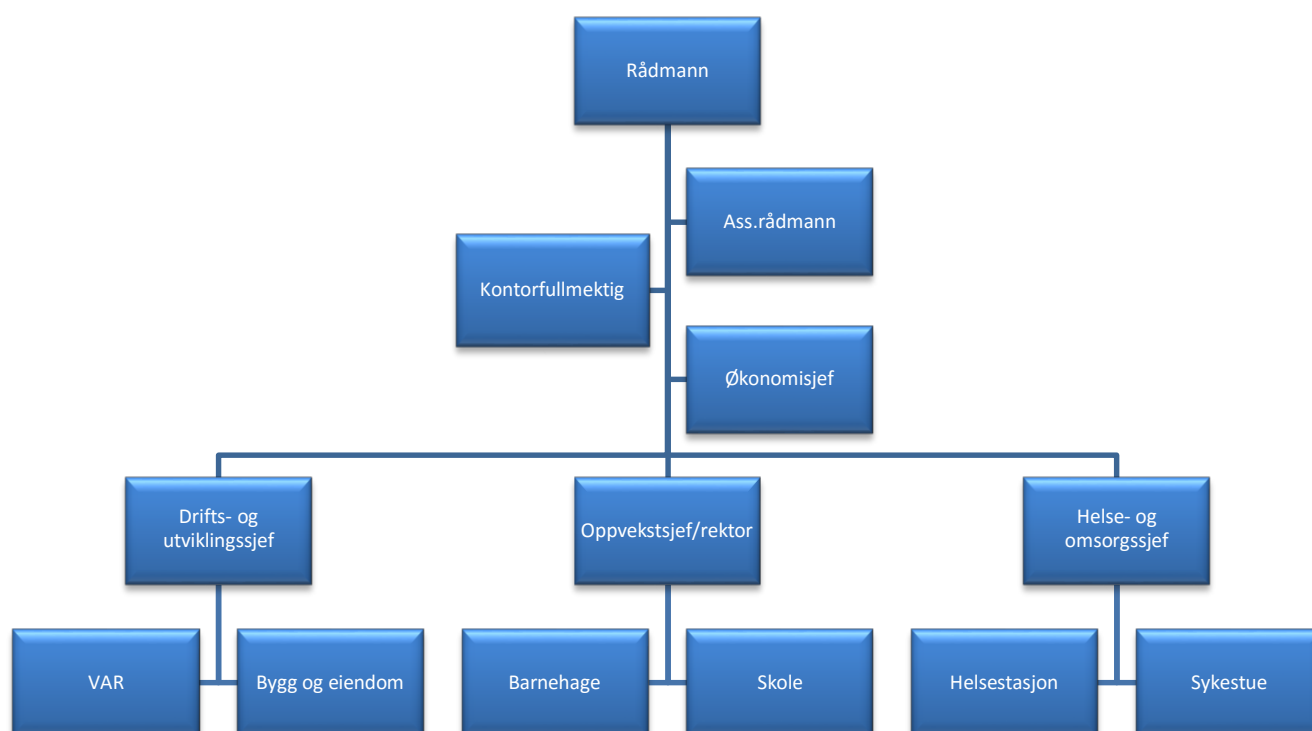 Rådmann
Ass.rådmann
Kontorfullmektig
Økonomisjef
Drifts- og
utviklingssjef
Oppvekstsjef/rektor
Helse- og
omsorgssjef
VAR
Bygg og eiendom
Barnehage
Skole
Helsestasjon
Sykestue